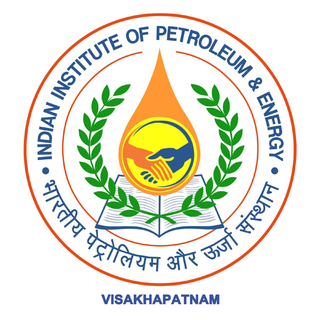 • INDIAN INSTITUTE OF PETROLEUM & ENERGY •
भारतीय पेट्रोलियम और ऊर्जा संस्थान
VISAKHAPATNAM